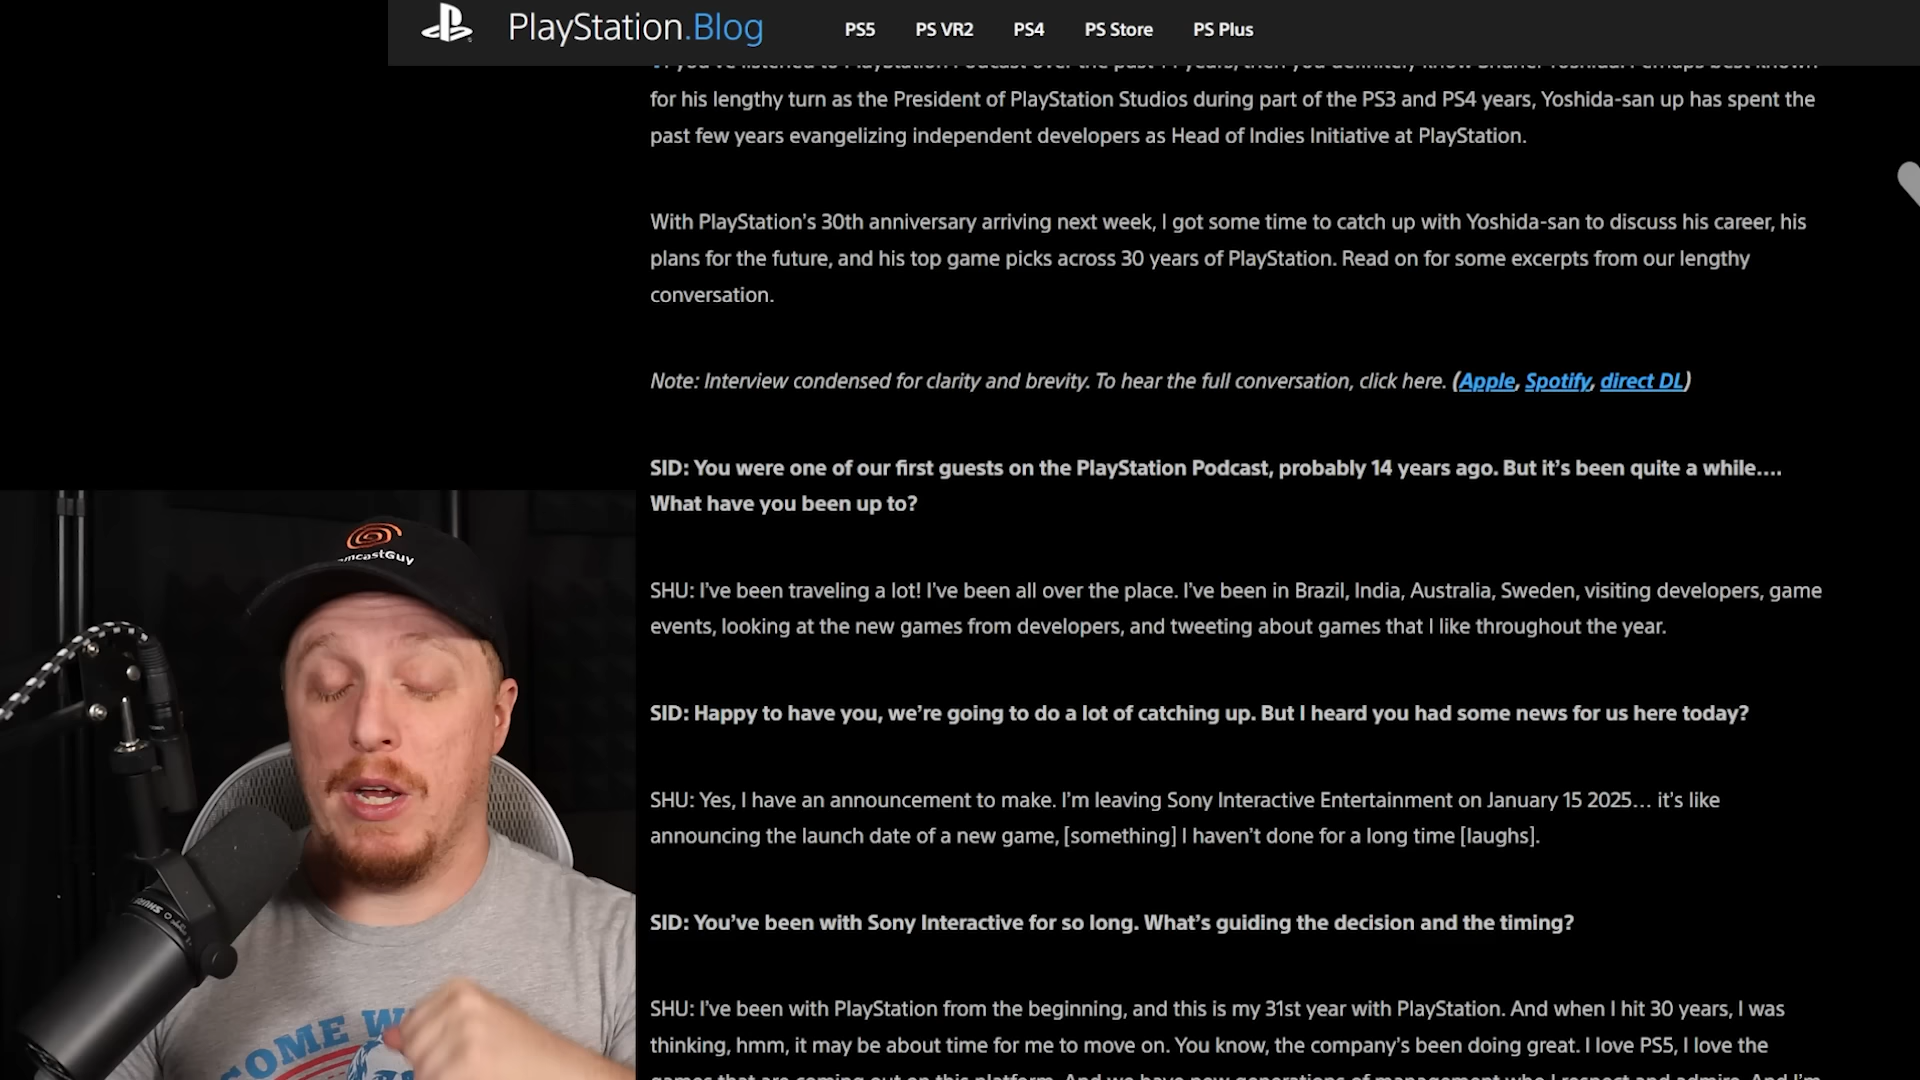 PlayStation.Blog PS5 PS VR2 PS4 PS Store PS Plus
for his lengthy turn as the President of PlayStation Studios during part of the PS3 and PS4 years, Yoshida-san up has spent the
past few years evangelizing independent developers as Head of Indies Initiative at PlayStation.
With PlayStation’s 30th anniversary arriving next week, I got some time to catch up with Yoshida-san to discuss his career, his
plans for the future, and his top game picks across 30 years of PlayStation. Read on for some excerpts from our lengthy
conversation.
Note: Interview condensed for clarity and brevity. To hear the full conversation, click here. (Apple, Spotify, direct DL)
SID: You were one of our first guests on the PlayStation Podcast, probably 14 years ago. But it’s been quite a while….
What have you been up to?
SHU: I’ve been traveling a lot! I’ve been all over the place. I’ve been in Brazil, India, Australia, Sweden, visiting developers, game
events, looking at the new games from developers, and tweeting about games that I like throughout the year.
SID: Happy to have you, we’re going to do a lot of catching up. But I heard you had some news for us here today?
SHU: Yes, I have an announcement to make. I’m leaving Sony Interactive Entertainment on January 15 2025… it’s like
announcing the launch date of a new game, [something] I haven’t done for a long time [laughs].
SID: You’ve been with Sony Interactive for so long. What’s guiding the decision and the timing?
SHU: I’ve been with PlayStation from the beginning, and this is my 31st year with PlayStation. And when I hit 30 years, I was
thinking, hmm, it may be about time for me to move on. You know, the company’s been doing great. I love PS5, I love the
mcastGuy
SHURE
OME W